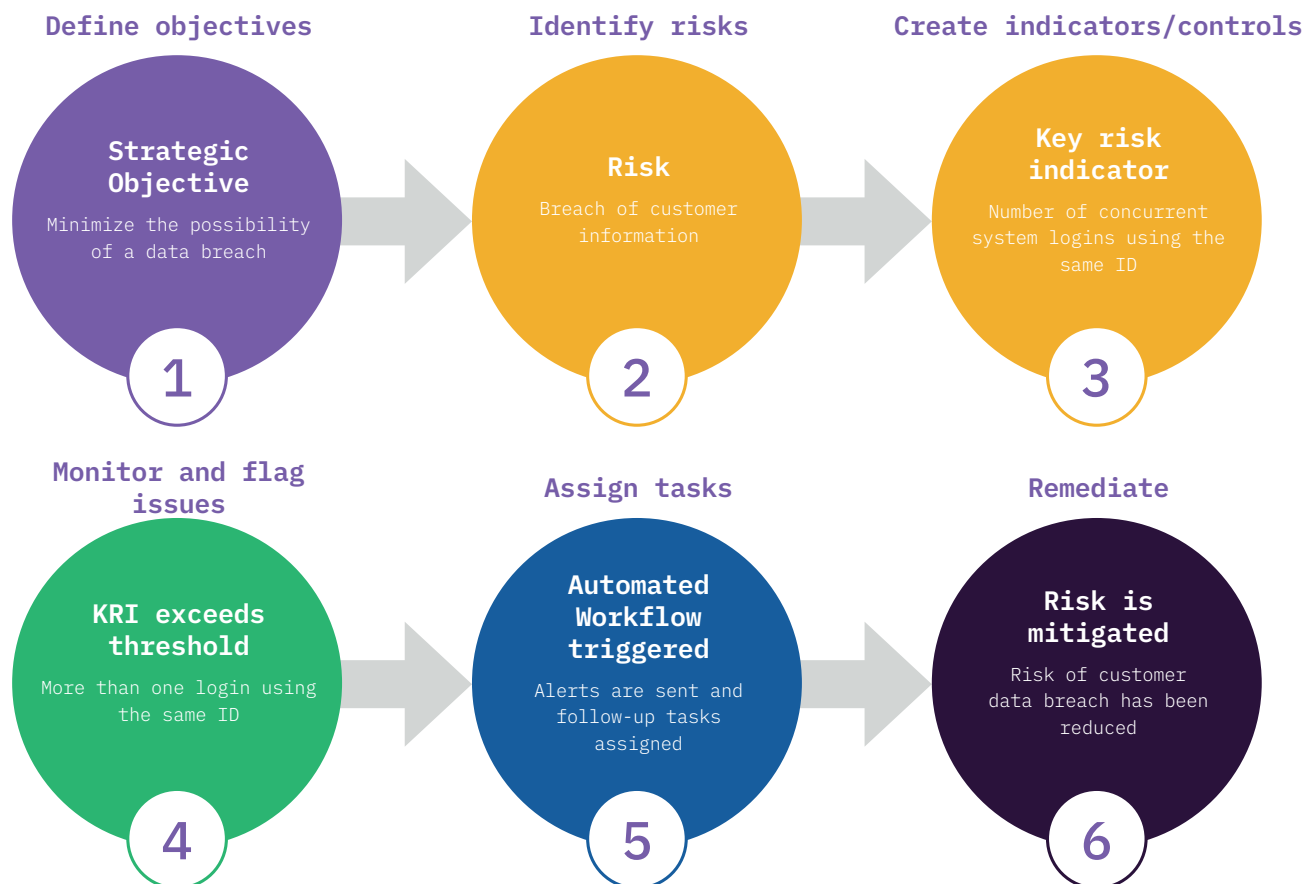 Define objectives
Strategic
Objective
Minimize the possibility
of a data breach
1
Identify risks
Risk
Breach of customer
information
2
Create indicators/controls
Key risk
indicator
Number of concurrent
system logins using the
same ID
3
Monitor and flag
issues
KRI exceeds
threshold
More than one login using
the same ID
4
Assign tasks
Automated
Workflow
triggered
Alerts are sent and
follow-up tasks
assigned
5
Remediate
Risk is
mitigated
Risk of customer
data breach has been
reduced
6